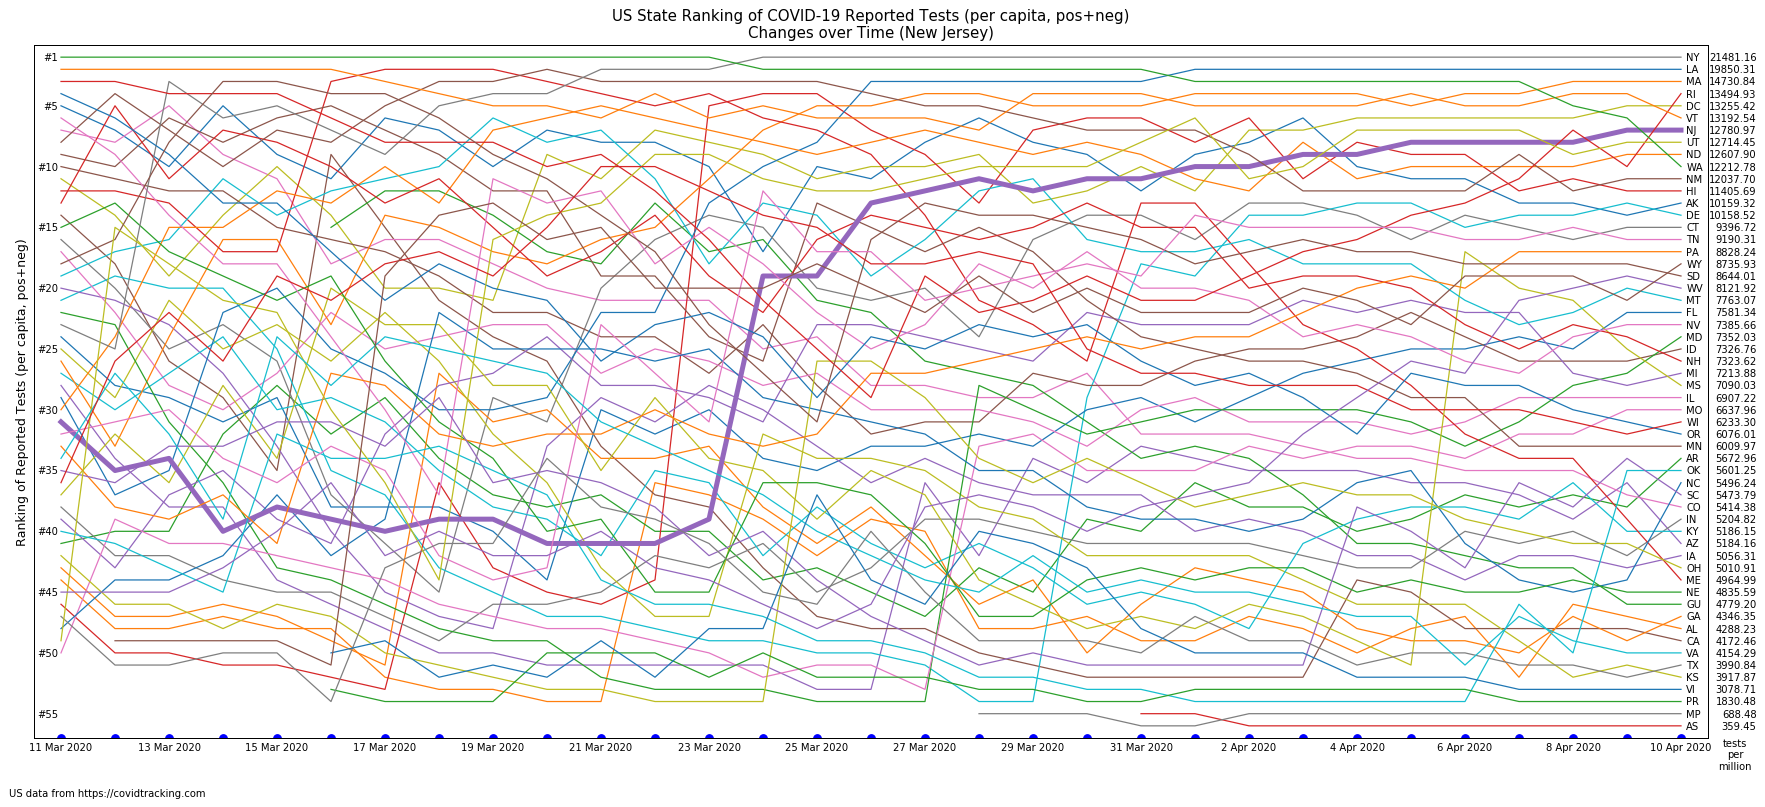 US State Ranking of COVID-19 Reported Tests (per capita, pos+neg)
Changes over Time (New Jersey)
Ranking of Reported Tests (per capita, pos+neg)
#1
#5
#10
#15
#20
#25
#30
#35
#40
#45
#50
#55
NY 21481.16
LA 19850.31
MA 14730.84
RI 13494.93
DC 13255.42
VT 13192.54
NJ 12780.97
UT 12714.45
ND 12607.90
WA 12212.78
NM 12037.70
HI 11405.69
AK 10159.32
DE 10158.52
CT 9396.72
TN 9190.31
PA 8828.24
WY 8735.93
SD 8644.01
WV 8121.92
MT 7763.07
FL 7581.34
NV 7385.66
MD 7352.03
ID 7326.76
NH 7323.62
MI 7213.88
MS 7090.03
IL 6907.22
MO 6637.96
WI 6233.30
OR 6076.01
MN 6009.97
AR 5672.96
OK 5601.25
NC 5496.24
SC 5473.79
CO 5414.38
IN 5204.82
KY 5186.15
AZ 5184.16
IA 5056.31
OH 5010.91
ME 4964.99
NE 4835.59
GU 4779.20
GA 4346.35
AL 4288.23
CA 4172.46
VA 4154.29
TX 3990.84
KS 3917.87
VI 3078.71
PR 1830.48
MP 688.48
AS 359.45
11 Mar 2020 13 Mar 2020 15 Mar 2020 17 Mar 2020 19 Mar 2020 21 Mar 2020 23 Mar 2020 25 Mar 2020 27 Mar 2020 29 Mar 2020 31 Mar 2020 2 Apr 2020 4 Apr 2020 6 Apr 2020 8 Apr 2020 10 Apr 2020
tests
per
million
US data from https://covidtracking.com